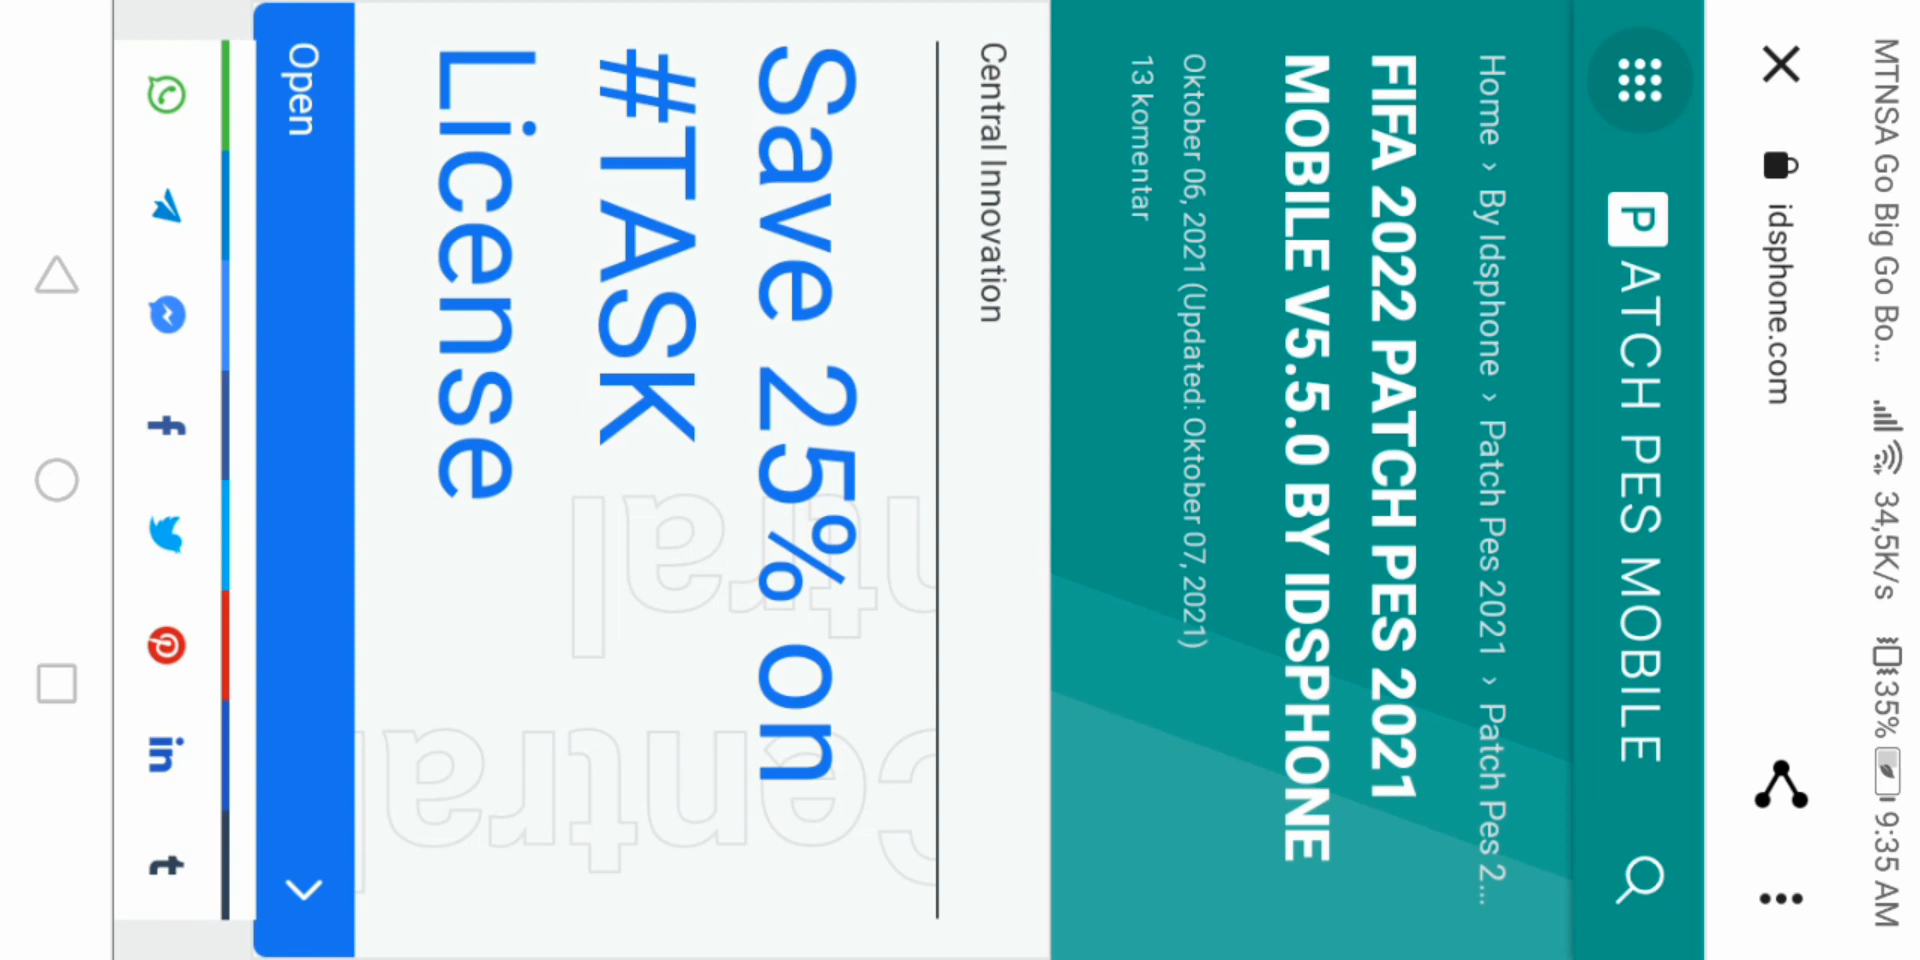 MTNSA Go Big Go Bo... 34,5K/s 35% 9:35 AM
idsphone.com
PATCH PES MOBILE
Home › By Idsphone › Patch Pes 2021 › Patch Pes 2...
FIFA 2022 PATCH PES 2021
MOBILE V5.5.0 BY IDSPHONE
Oktober 06, 2021 (Updated: Oktober 07, 2021)
13 komentar
Central Innovation
Save 25% on
#TASK
License
ntral
Central
Open